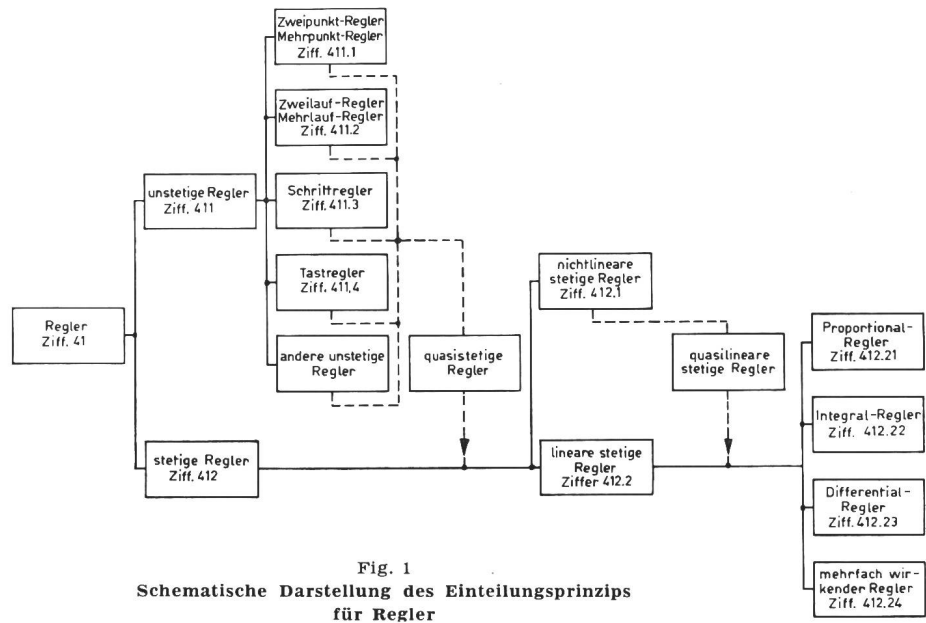 Zweipunkt-Regler
Mehrpunkt-Regler
Ziff. 411.1
Zweilauf-Regler
Mehrlauf-Regler
Ziff. 411.2
unstetige Regler
Ziff. 411
Schrittregler
Ziff. 411.3
Tastregler
Ziff. 411,4
andere unstetige
Regler
Regler
Ziff. 41
stetige Regler
Ziff. 412
quasistetige
Regler
nichtlineare
stetige Regler
Ziff. 412.1
lineare stetige
Regler
Ziffer 412.2
quasilineare
stetige Regler
Proportional-
Regler
Ziff. 412.21
Integral-Regler
Ziff. 412.22
Differential-
Regler
Ziff. 412.23
mehrfach wir-
kender Regler
Ziff. 412.24
Fig. 1
Schematische Darstellung des Einteilungsprinzips
für Regler